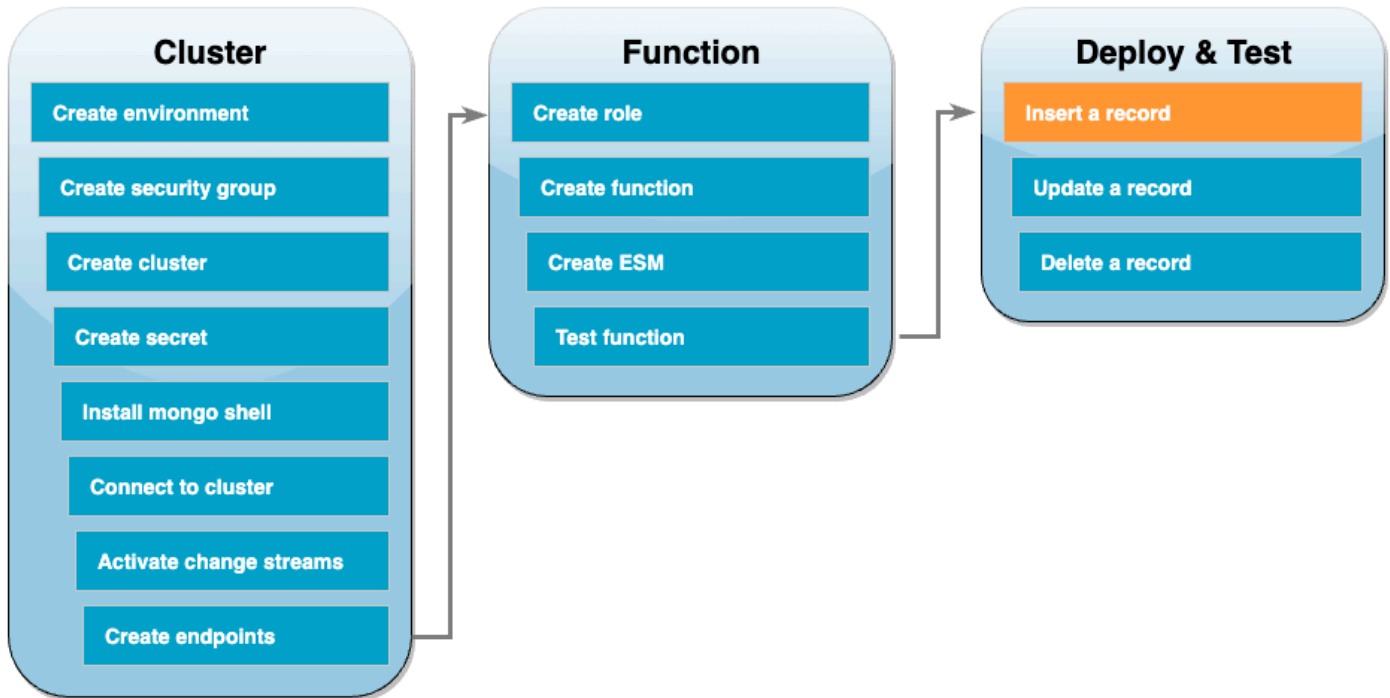 Cluster
Create environment
Create security group
Create cluster
Create secret
Install mongo shell
Connect to cluster
Activate change streams
Create endpoints
Function
Create role
Create function
Create ESM
Test function
Deploy & Test
Insert a record
Update a record
Delete a record